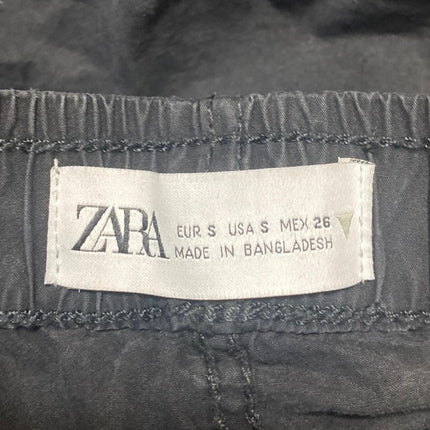 ZARA
EUR S USA S MEX 26
MADE IN BANGLADESH